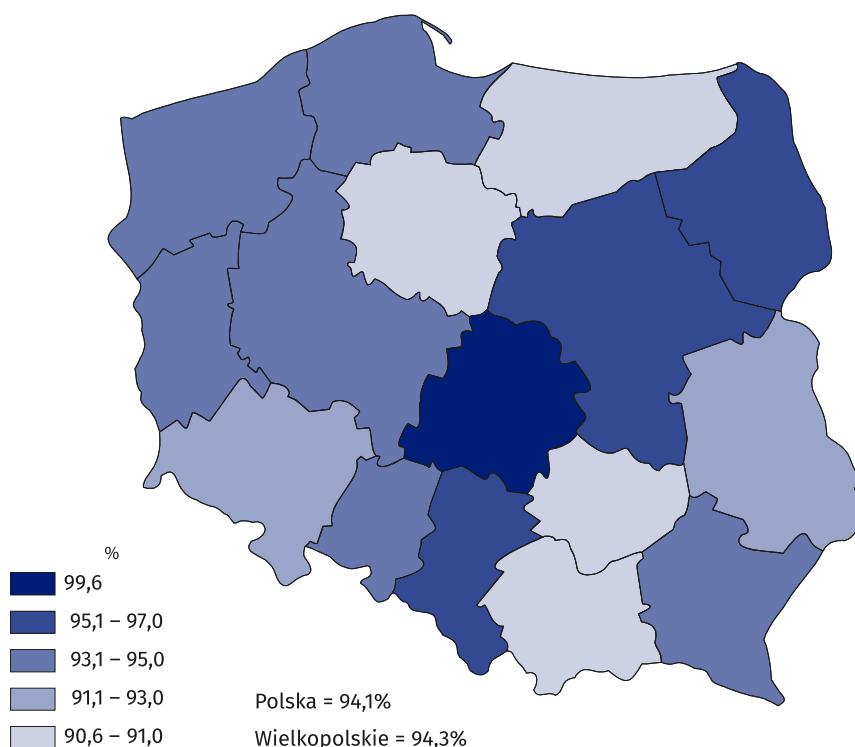 %
99,6
95,1 – 97,0
93,1 – 95,0
91,1 – 93,0
90,6 – 91,0
Polska = 94,1%
Wielkopolskie = 94,3%